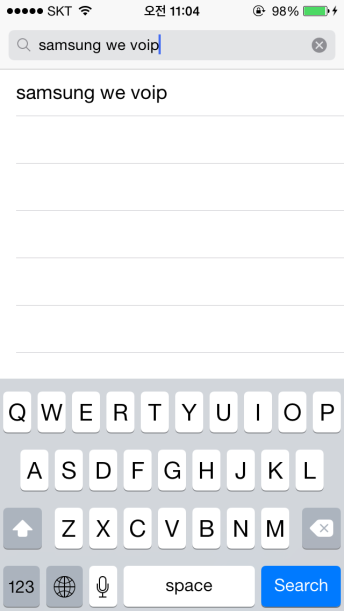 SKT 오전 11:04 98%
samsung we voip
samsung we voip
Q W E R T Y U I O P
A S D F G H J K L
Z X C V B N M
123 space Search